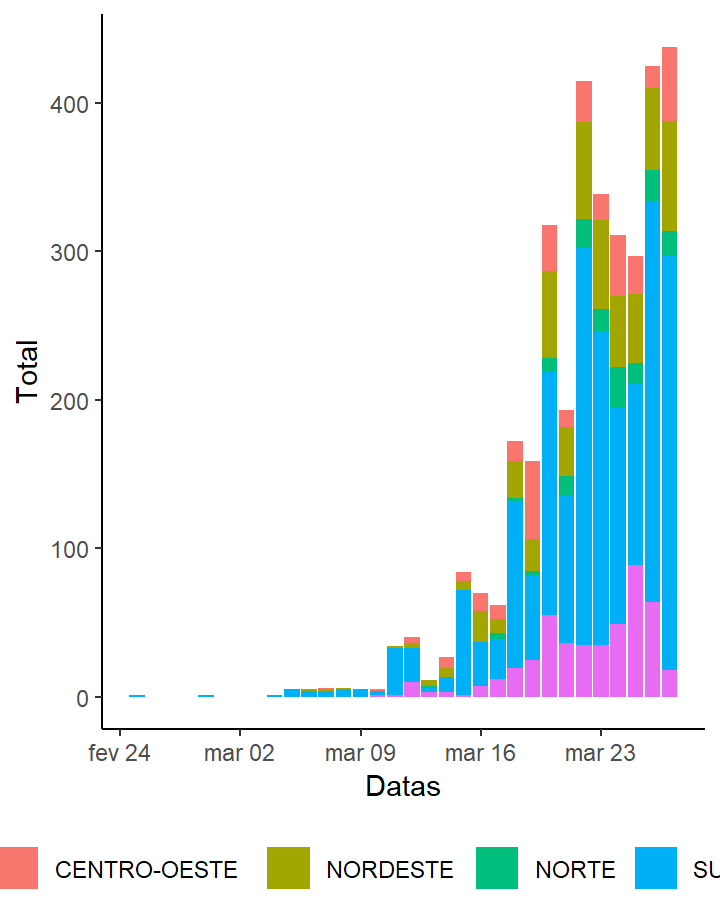 400
300
Total
200
100
0
fev 24 mar 02 mar 09 mar 16 mar 23
Datas
CENTRO-OESTE NORDESTE NORTE